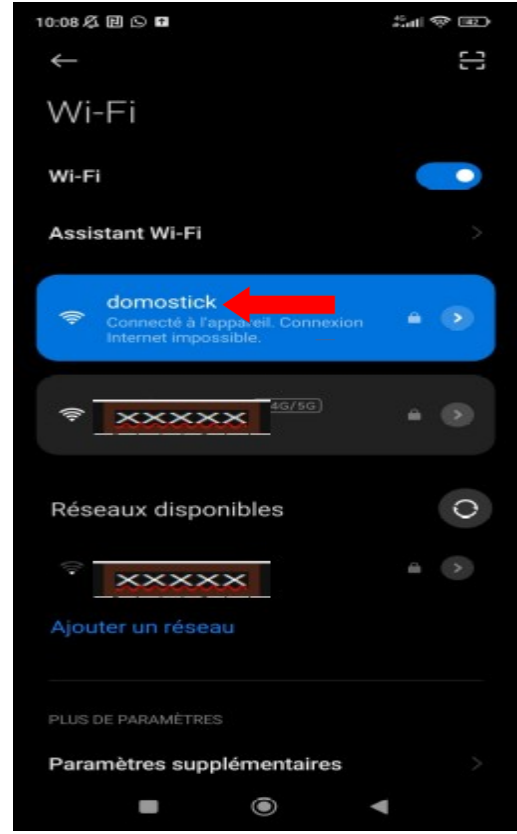 10:08
42
Wi-Fi
Wi-Fi
Assistant Wi-Fi
domostick
Connecté à l'appareil. Connexion
Internet impossible.
XXXXX 4G/5G
Réseaux disponibles
XXXXX
Ajouter un réseau
PLUS DE PARAMÈTRES
Paramètres supplémentaires